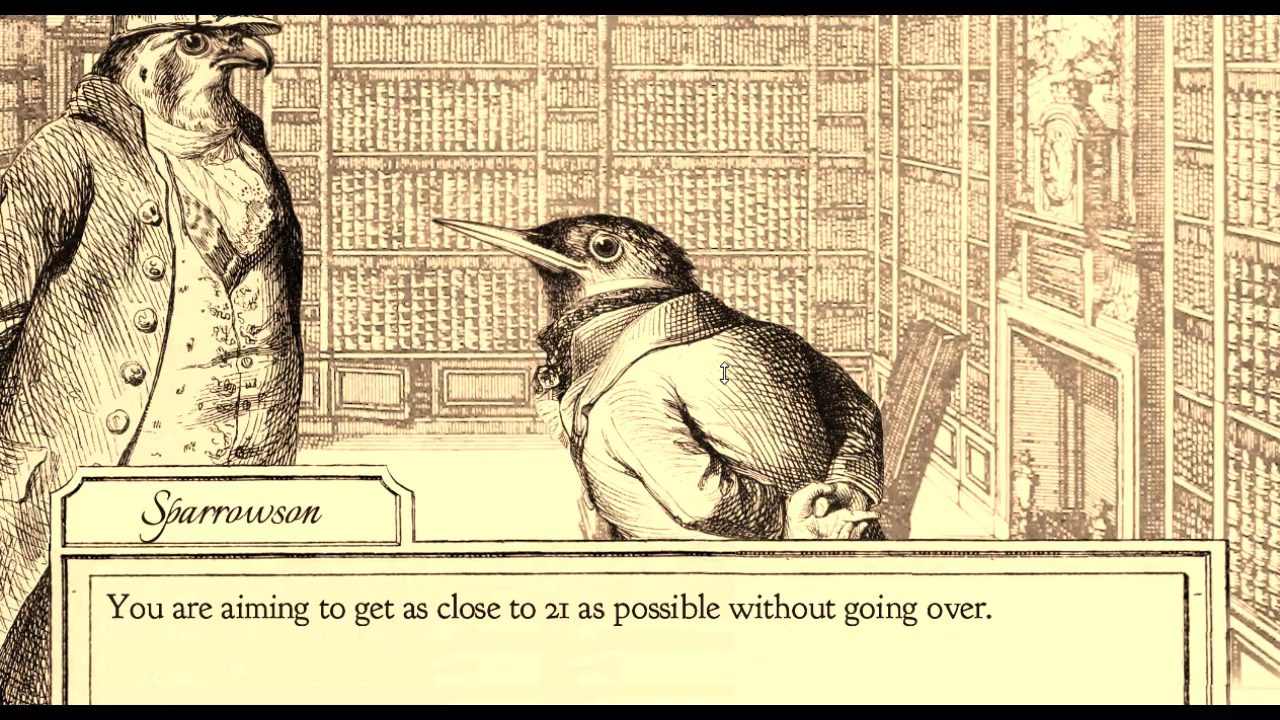 Sparrowson
You are aiming to get as close to 21 as possible without going over.